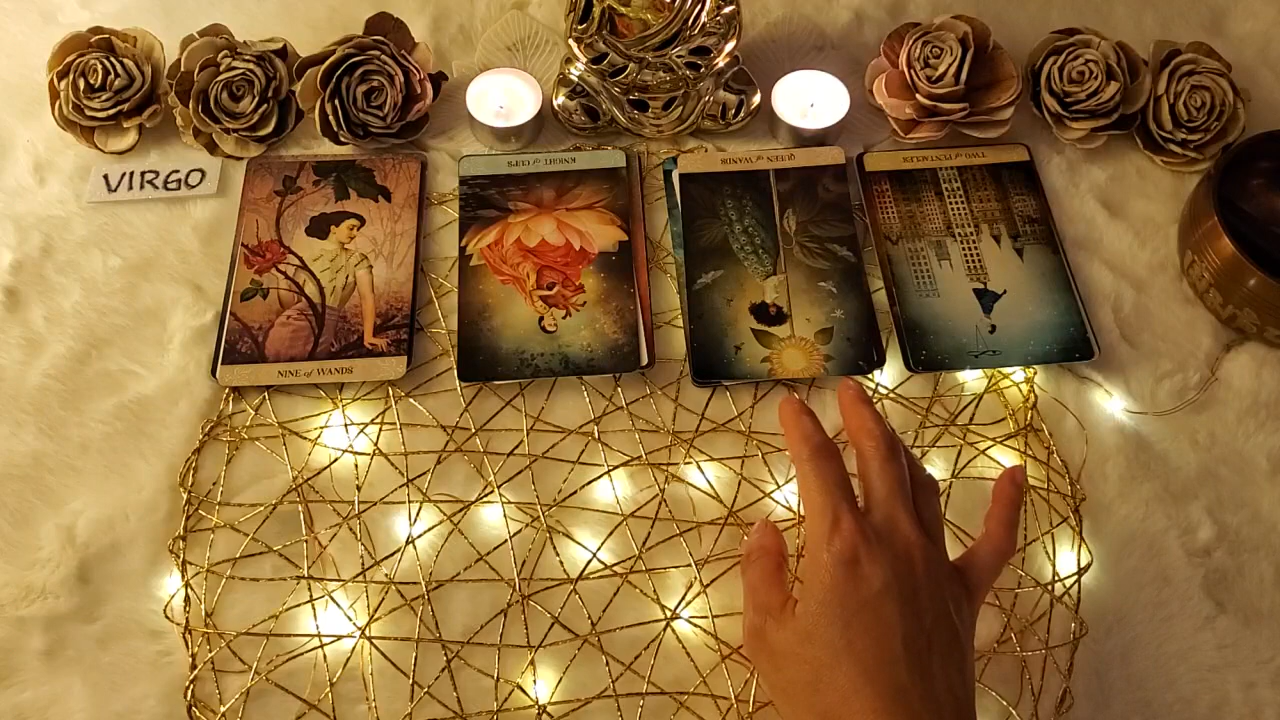 VIRGO
NINE of WANDS
KNIGHT of CUPS
QUEEN of WANDS
TWO of PENTACLES